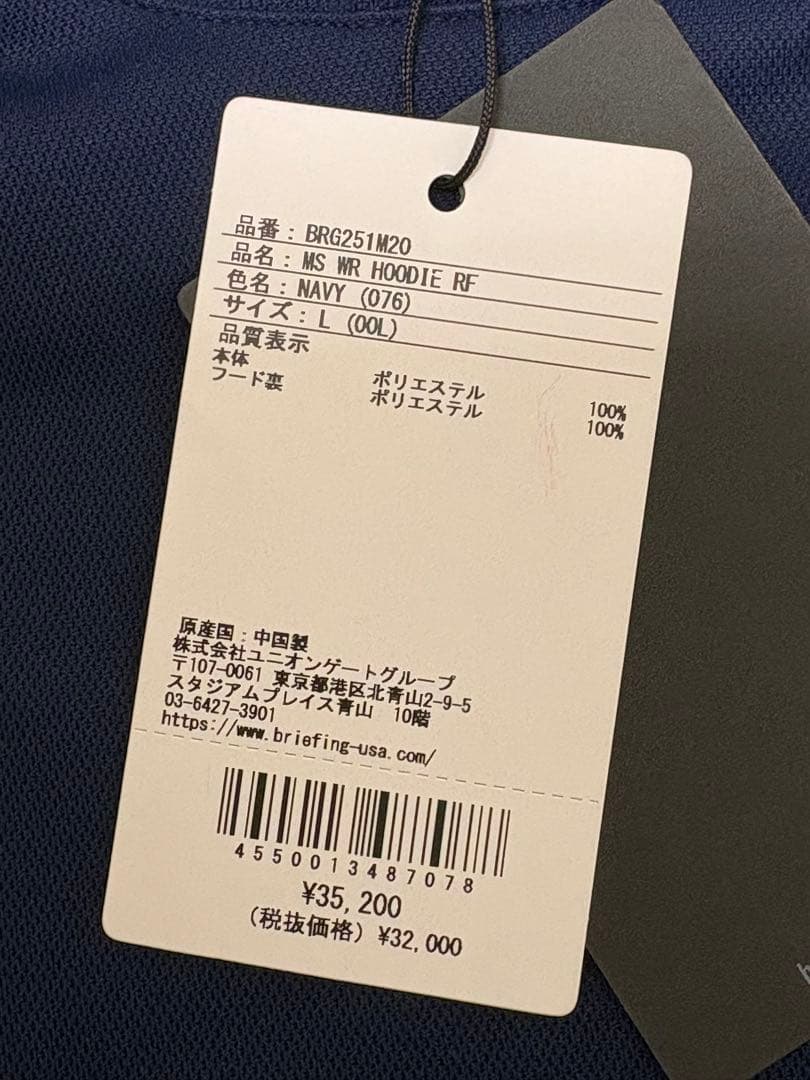 品番：BRG251M20
品名：MS WR HOODIE RF
色名：NAVY (076)
サイズ：L (00L)
品質表示
本体 ポリエステル 100%
フード裏 ポリエステル 100%
原産国：中国製
株式会社ユニオンゲートグループ
〒107-0061 東京都港区北青山2-9-5
スタジアムプレイス青山 10階
03-6427-3901
https://www.briefing-usa.com/
4550013487078
¥35,200
(税抜価格) ¥32,000